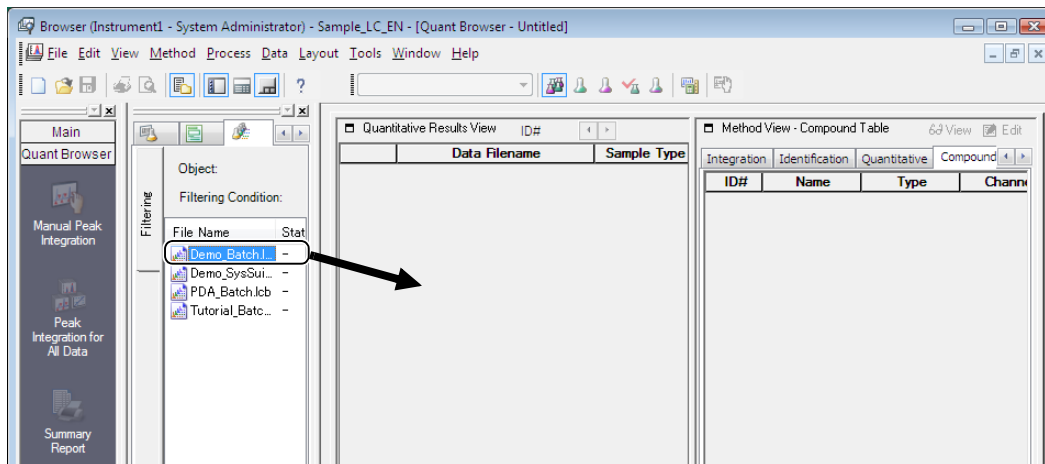 Browser (Instrument1 - System Administrator) - Sample_LC_EN - [Quant Browser - Untitled]
File Edit View Method Process Data Layout Tools Window Help
Main
Quant Browser
Manual Peak
Integration
Peak
Integration for
All Data
Summary
Report
Filtering
Object:
Filtering Condition:
File Name Stat
Demo_Batch.l... -
Demo_SysSui... -
PDA_Batch.lcb -
Tutorial_Batc... -
Quantitative Results View ID#
Data Filename Sample Type
Method View - Compound Table View Edit
Integration Identification Quantitative Compound
ID# Name Type Chann